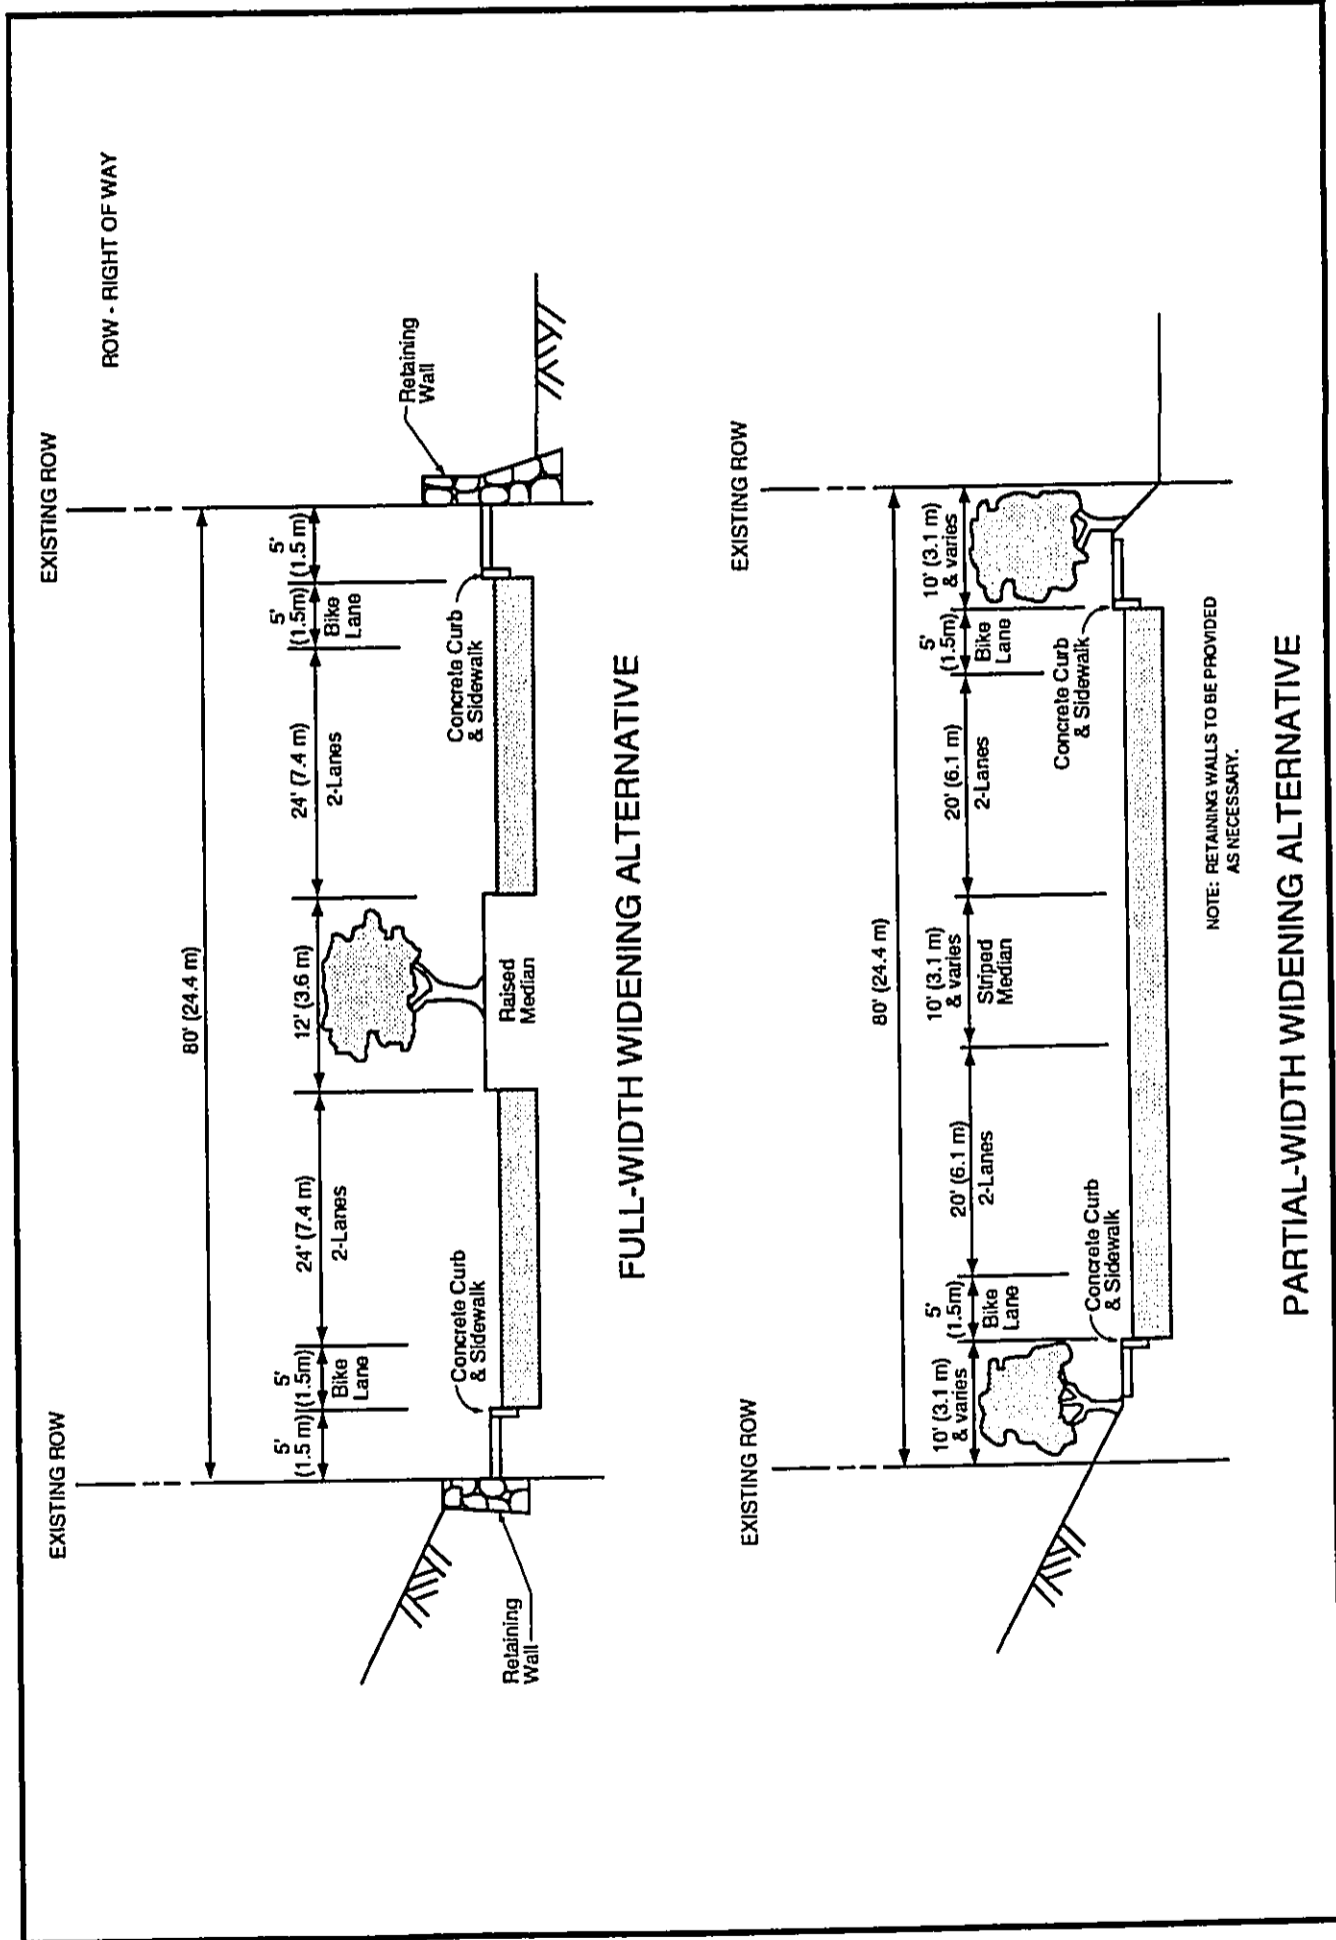 ROW - RIGHT OF WAY
EXISTING ROW
EXISTING ROW
80' (24.4 m)
5'
(1.5 m)
5'
(1.5m)
Bike
Lane
24' (7.4 m)
2-Lanes
12' (3.6 m)
24' (7.4 m)
2-Lanes
5'
(1.5m)
Bike
Lane
5'
(1.5 m)
Retaining
Wall
Concrete Curb
& Sidewalk
Raised
Median
Concrete Curb
& Sidewalk
Retaining
Wall
FULL-WIDTH WIDENING ALTERNATIVE
EXISTING ROW
EXISTING ROW
80' (24.4 m)
10' (3.1 m)
& varies
5'
(1.5m)
Bike
Lane
20' (6.1 m)
2-Lanes
10' (3.1 m)
& varies
Striped
Median
20' (6.1 m)
2-Lanes
5'
(1.5m)
Bike
Lane
10' (3.1 m)
& varies
Concrete Curb
& Sidewalk
Concrete Curb
& Sidewalk
NOTE: RETAINING WALLS TO BE PROVIDED
AS NECESSARY.
PARTIAL-WIDTH WIDENING ALTERNATIVE